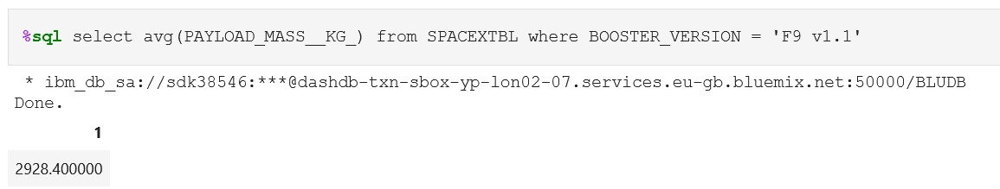 %sql select avg(PAYLOAD_MASS__KG_) from SPACEXTBL where BOOSTER_VERSION = 'F9 v1.1'
* ibm_db_sa://sdk38546:***@dashdb-txn-sbox-yp-lon02-07.services.eu-gb.bluemix.net:50000/BLUDB
Done.
1
2928.400000